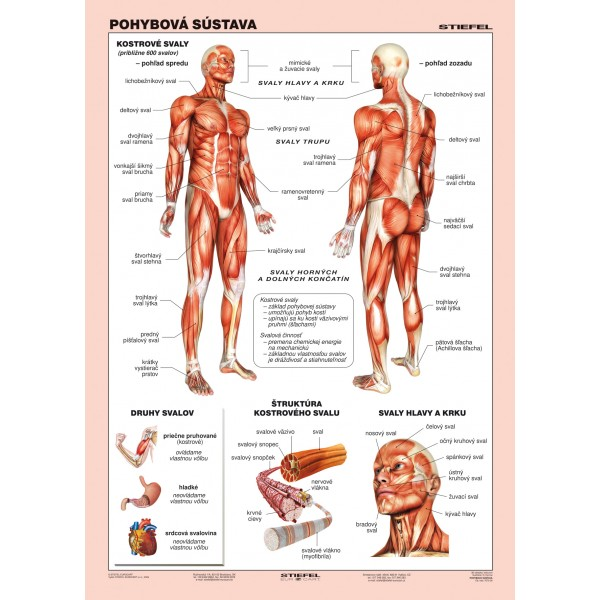 POHYBOVÁ SÚSTAVA
STIEFEL
KOSTROVÉ SVALY
(približne 600 svalov)
– pohľad spredu
mimické
a žuvacie svaly
– pohľad zozadu
SVALY HLAVY A KRKU
lichobežníkový sval
kývač hlavy
lichobežníkový sval
deltový sval
veľký prsný sval
SVALY TRUPU
dvojhlavý
sval ramena
deltový sval
trojhlavý
sval ramena
vonkajší šikmý
sval brucha
najširší
sval chrbta
priamy
sval brucha
ramenovretenný
sval
najväčší
sedací sval
štvorhlavý
sval stehna
krajčírsky sval
SVALY HORNÝCH
A DOLNÝCH KONČATÍN
dvojhlavý
sval stehna
trojhlavý
sval lýtka
Kostrové svaly
– základ pohybovej sústavy
– umožňujú pohyb kostí
– upínajú sa ku kosti väzivovými
pruhmi (šľachami)
Svalová činnosť
– premena chemickej energie
na mechanickú
– základnou vlastnosťou svalov
je dráždivosť a stiahnuteľnosť
trojhlavý
sval lýtka
predný
píšťalový sval
pätová šľacha
(Achillova šľacha)
krátky
vystierač
prstov
DRUHY SVALOV
priečne pruhované
(kostrové)
ovládame
vlastnou vôľou
hladké
neovládame
vlastnou vôľou
srdcová svalovina
neovládame
vlastnou vôľou
ŠTRUKTÚRA
KOSTROVÉHO SVALU
svalové väzivo
sval
svalový snopec
svalový snopček
nervové
vlákna
krvné
cievy
svalové vlákno
(myofibrila)
SVALY HLAVY A KRKU
čelový sval
nosový sval
očný kruhový sval
spánkový sval
ústný
kruhový sval
žuvací sval
kývač hlavy
bradový
sval
STIEFEL
EUROCART